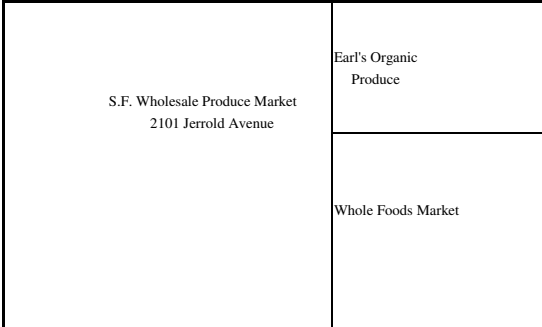 S.F. Wholesale Produce Market
2101 Jerrold Avenue
Earl's Organic
Produce
Whole Foods Market